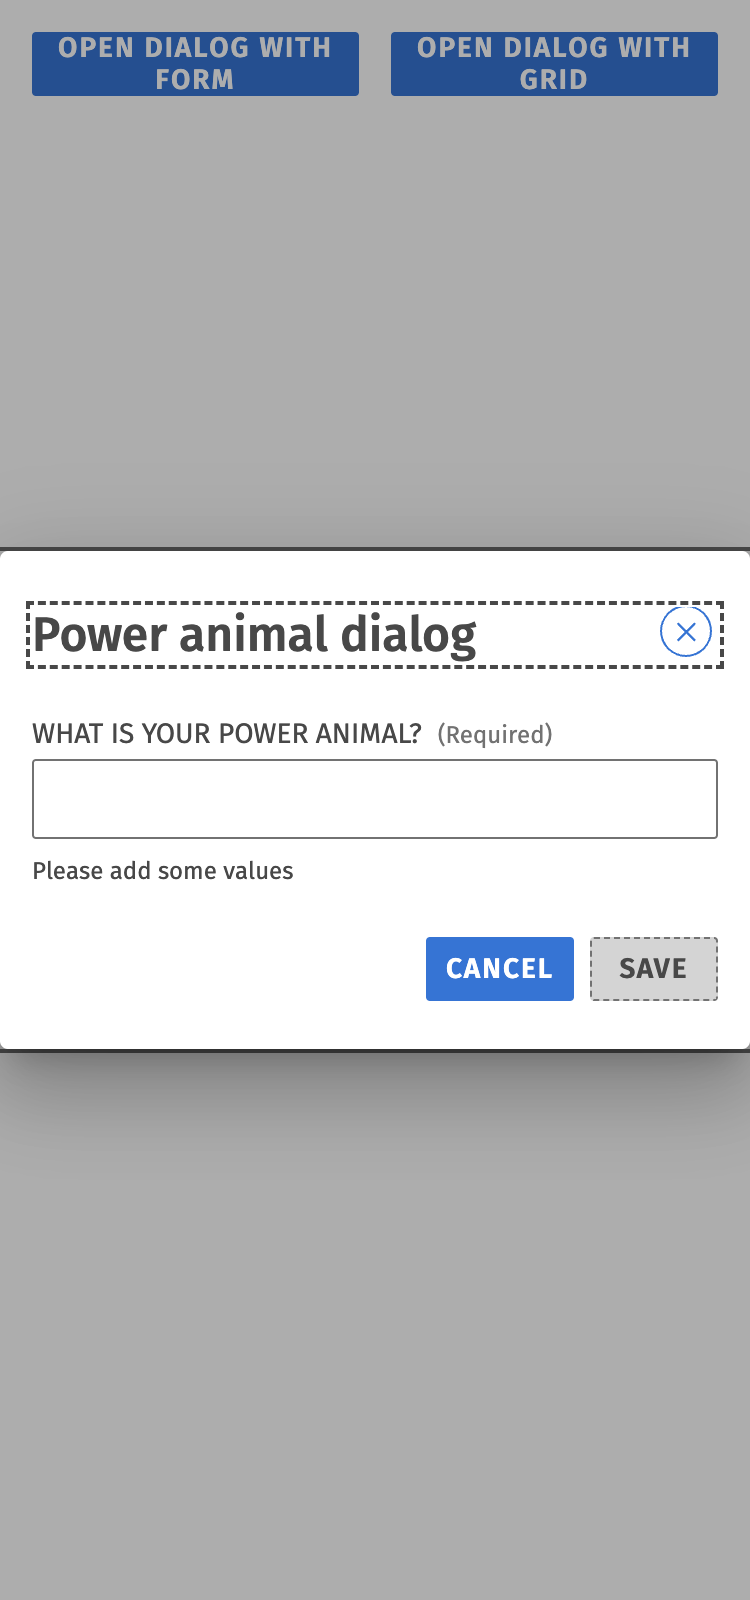 OPEN DIALOG WITH
FORM
OPEN DIALOG WITH
GRID
Power animal dialog
WHAT IS YOUR POWER ANIMAL? (Required)
Please add some values
CANCEL
SAVE